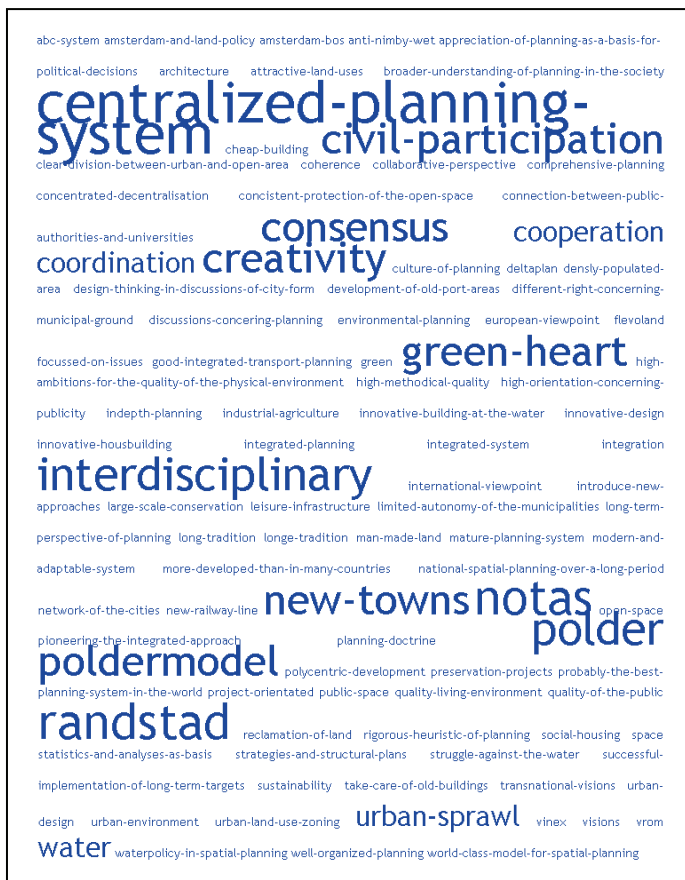 abc-system amsterdam-and-land-policy amsterdam-bos anti-nimby-wet appreciation-of-planning-as-a-basis-for-
political-decisions architecture attractive-land-uses broader-understanding-of-planning-in-the-society
centralized-planning-
system cheap-building civil-participation
clear-division-between-urban-and-open-area coherence collaborative-perspective comprehensive-planning
concentrated-decentralisation concistent-protection-of-the-open-space connection-between-public-
authorities-and-universities consensus cooperation
coordination creativity culture-of-planning deltaplan densly-populated-
area design-thinking-in-discussions-of-city-form development-of-old-port-areas different-right-concerning-
municipal-ground discussions-concering-planning environmental-planning european-viewpoint flevoland
focussed-on-issues good-integrated-transport-planning green green-heart high-
ambitions-for-the-quality-of-the-physical-environment high-methodical-quality high-orientation-concerning-
publicity indepth-planning industrial-agriculture innovative-building-at-the-water innovative-design
innovative-housbuilding integrated-planning integrated-system integration
interdisciplinary international-viewpoint introduce-new-
approaches large-scale-conservation leisure-infrastructure limited-autonomy-of-the-municipalities long-term-
perspective-of-planning long-tradition longe-tradition man-made-land mature-planning-system modern-and-
adaptable-system more-developed-than-in-many-countries national-spatial-planning-over-a-long-period
network-of-the-cities new-railway-line new-towns notas open-space
pioneering-the-integrated-approach planning-doctrine polder
poldermodel polycentric-development preservation-projects probably-the-best-
planning-system-in-the-world project-orientated public-space quality-living-environment quality-of-the-public
randstad reclamation-of-land rigorous-heuristic-of-planning social-housing space
statistics-and-analyses-as-basis strategies-and-structural-plans struggle-against-the-water successful-
implementation-of-long-term-targets sustainability take-care-of-old-buildings transnational-visions urban-
design urban-environment urban-land-use-zoning urban-sprawl vinex visions vrom
water waterpolicy-in-spatial-planning well-organized-planning world-class-model-for-spatial-planning